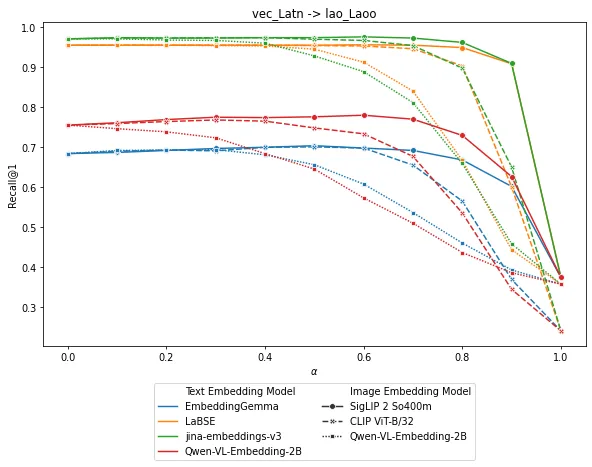 vec_Latn -> lao_Laoo
1.0
0.9
0.8
0.7
0.6
0.5
0.4
0.3
Recall@1
0.0 0.2 0.4 0.6 0.8 1.0
α
Text Embedding Model Image Embedding Model
EmbeddingGemma SigLIP 2 So400m
LaBSE CLIP ViT-B/32
jina-embeddings-v3 Qwen-VL-Embedding-2B
Qwen-VL-Embedding-2B